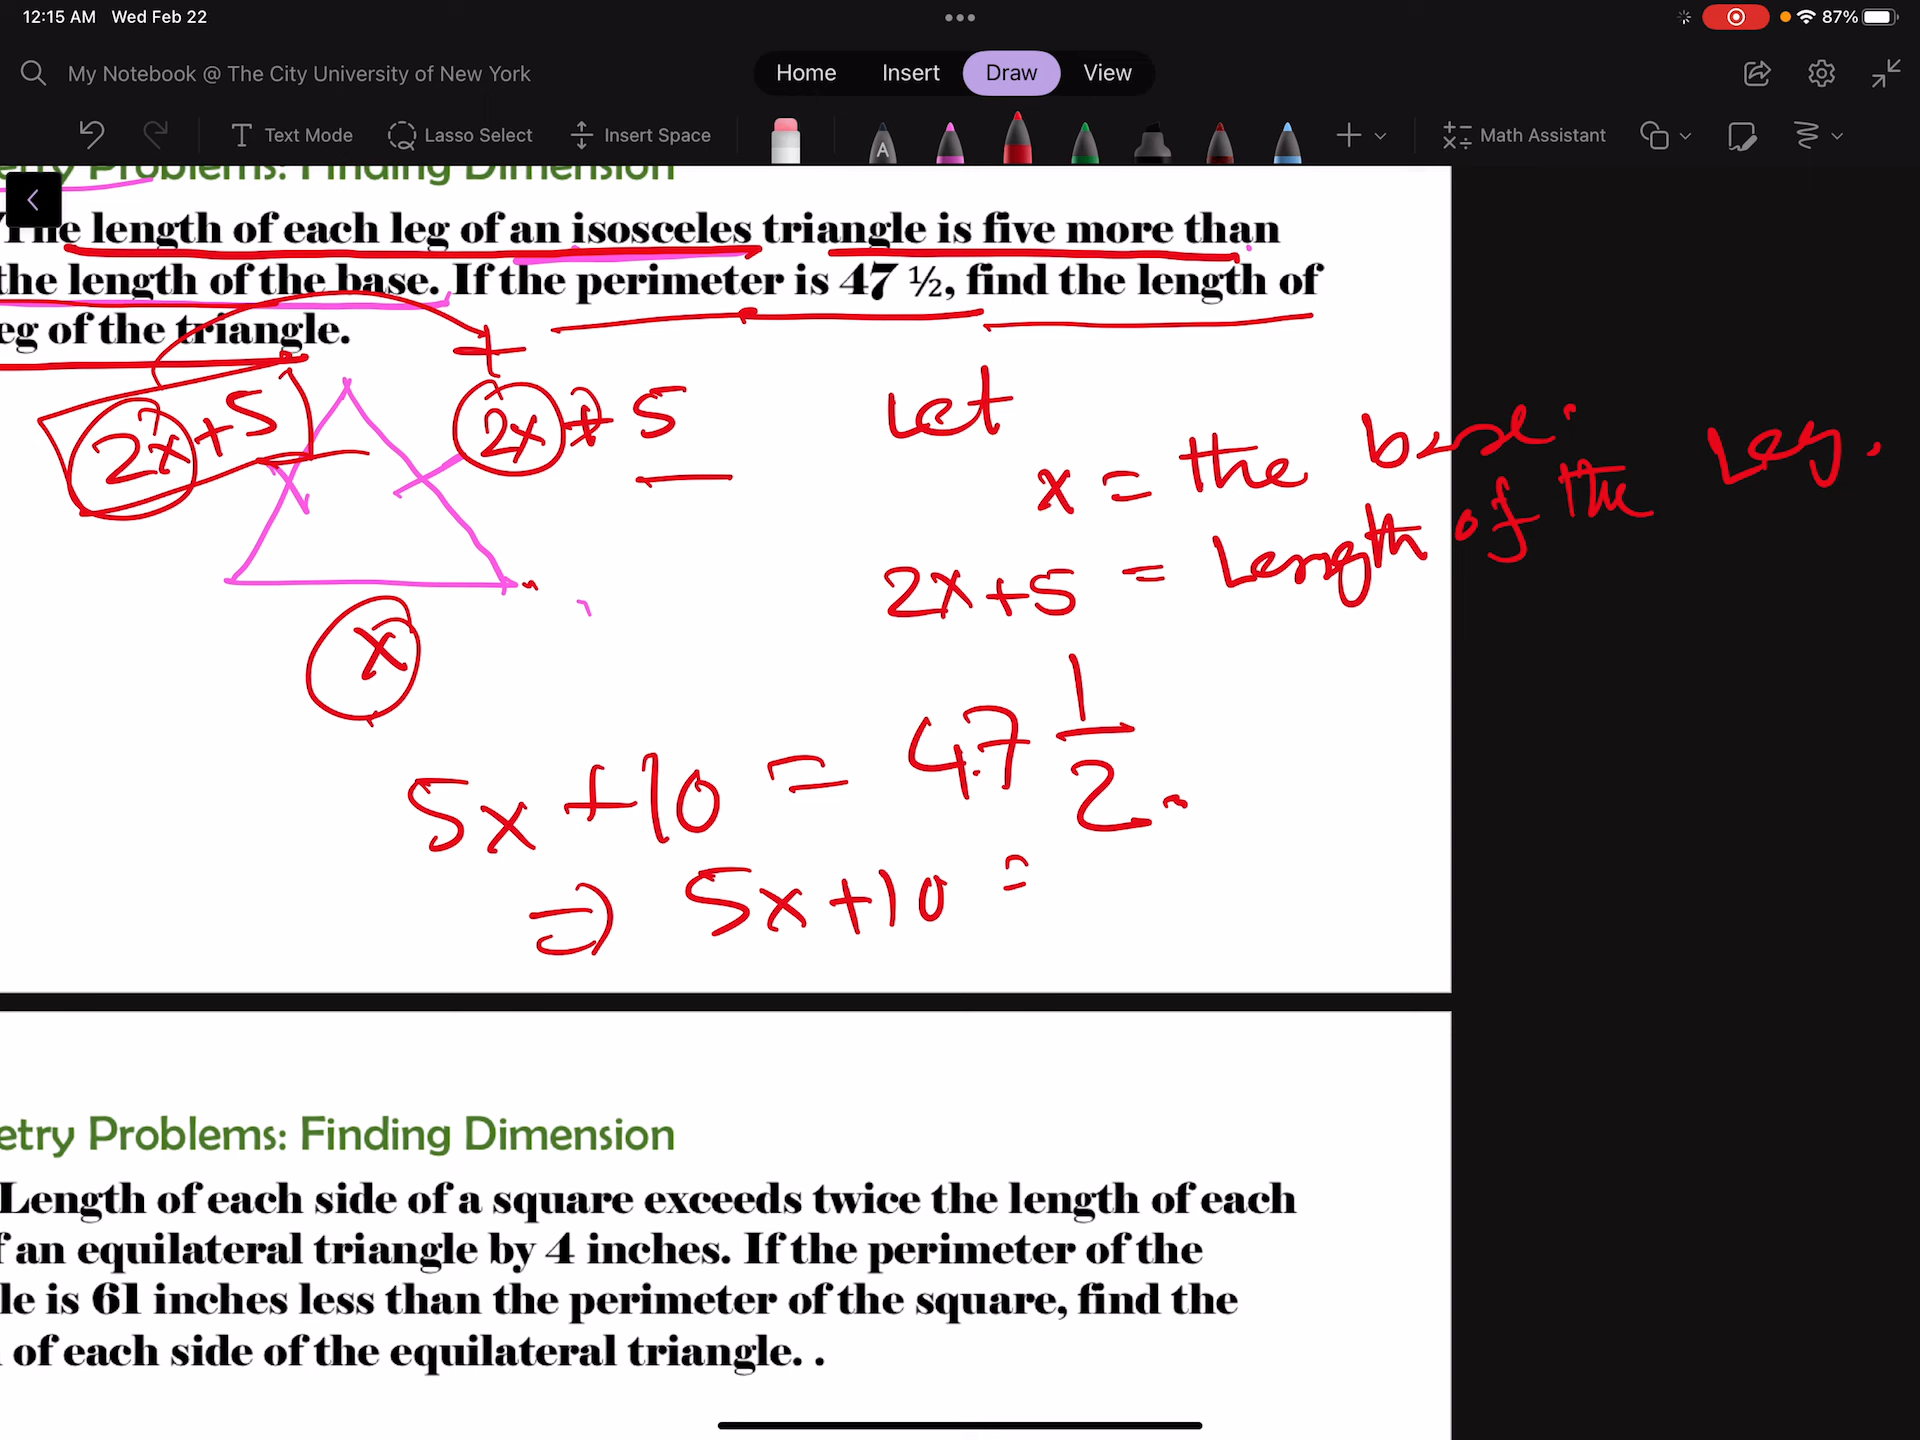 12:15 AM Wed Feb 22
87%
My Notebook @ The City University of New York
Home Insert Draw View
Text Mode Lasso Select Insert Space Math Assistant
etry Problems: Finding Dimension
The length of each leg of an isosceles triangle is five more than
the length of the base. If the perimeter is 47 ½, find the length of
eg of the triangle.
+
2x+5
2x + 5
Let
x = the base.
2x+5 = Length of the Leg.
x
5x +10 = 47 1/2
⇒ 5x+10 =
etry Problems: Finding Dimension
Length of each side of a square exceeds twice the length of each
f an equilateral triangle by 4 inches. If the perimeter of the
le is 61 inches less than the perimeter of the square, find the
of each side of the equilateral triangle. .